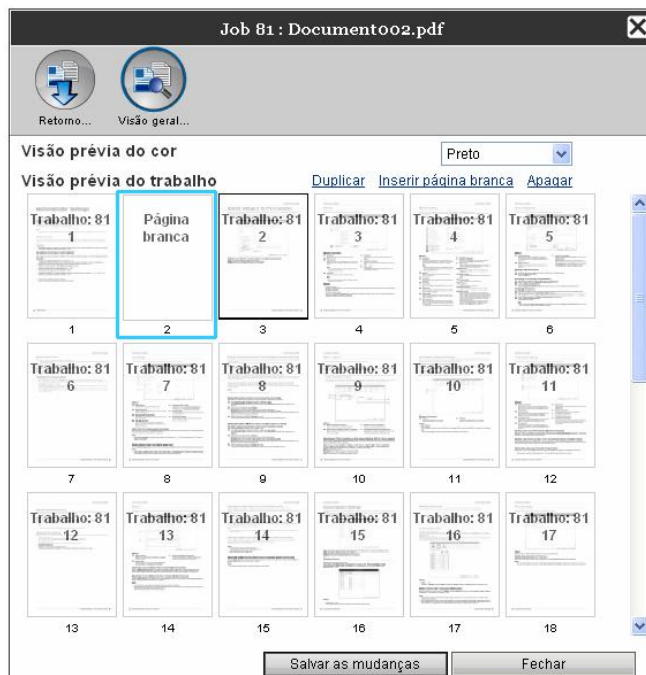 Job 81 : Document002.pdf
Retorno... Visão geral...
Visão prévia do cor Preto
Visão prévia do trabalho Duplicar Inserir página branca Apagar
Trabalho: 81 Página Trabalho: 81 Trabalho: 81 Trabalho: 81 Trabalho: 81
1 branca 2 3 4 5
1 2 3 4 5 6
Trabalho: 81 Trabalho: 81 Trabalho: 81 Trabalho: 81 Trabalho: 81 Trabalho: 81
6 7 8 9 10 11
7 8 9 10 11 12
Trabalho: 81 Trabalho: 81 Trabalho: 81 Trabalho: 81 Trabalho: 81 Trabalho: 81
12 13 14 15 16 17
13 14 15 16 17 18
Salvar as mudanças Fechar